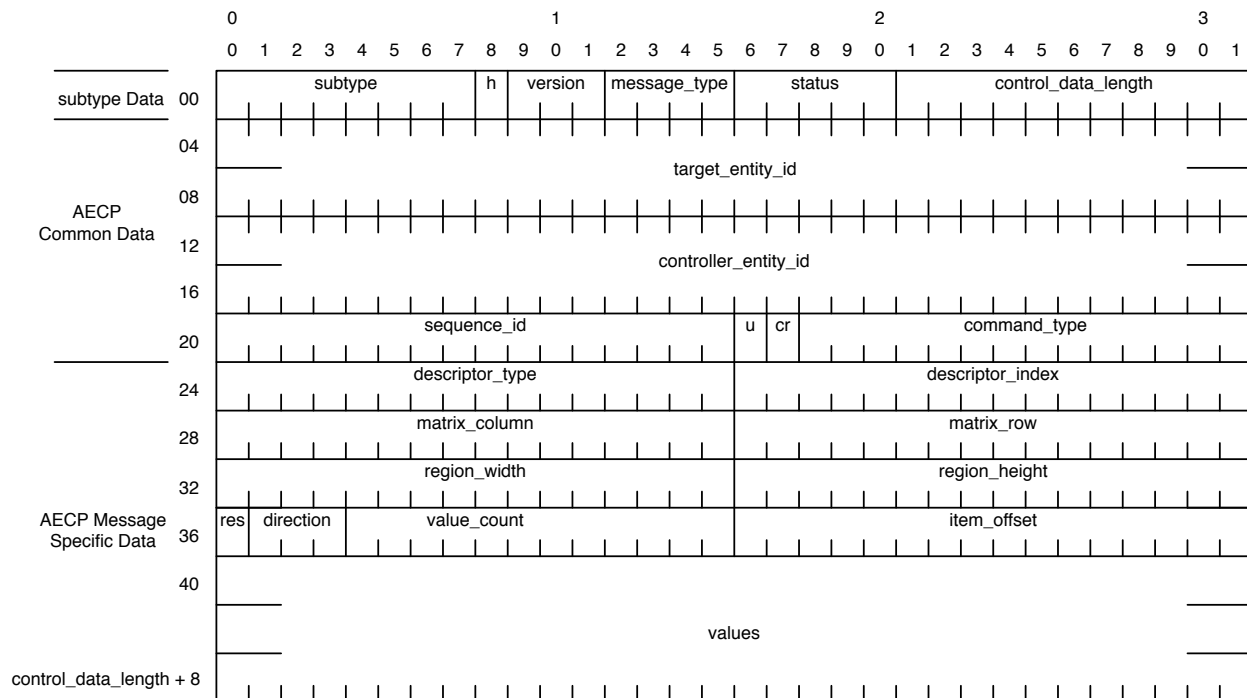 0 1 2 3
0 1 2 3 4 5 6 7 8 9 0 1 2 3 4 5 6 7 8 9 0 1 2 3 4 5 6 7 8 9 0 1
subtype Data 00 subtype h version message_type status control_data_length
04
target_entity_id
08
AECP
Common Data
12
controller_entity_id
16
20 sequence_id u cr command_type
24 descriptor_type descriptor_index
28 matrix_column matrix_row
32 region_width region_height
AECP Message
Specific Data
36 res direction value_count item_offset
40
values
control_data_length + 8